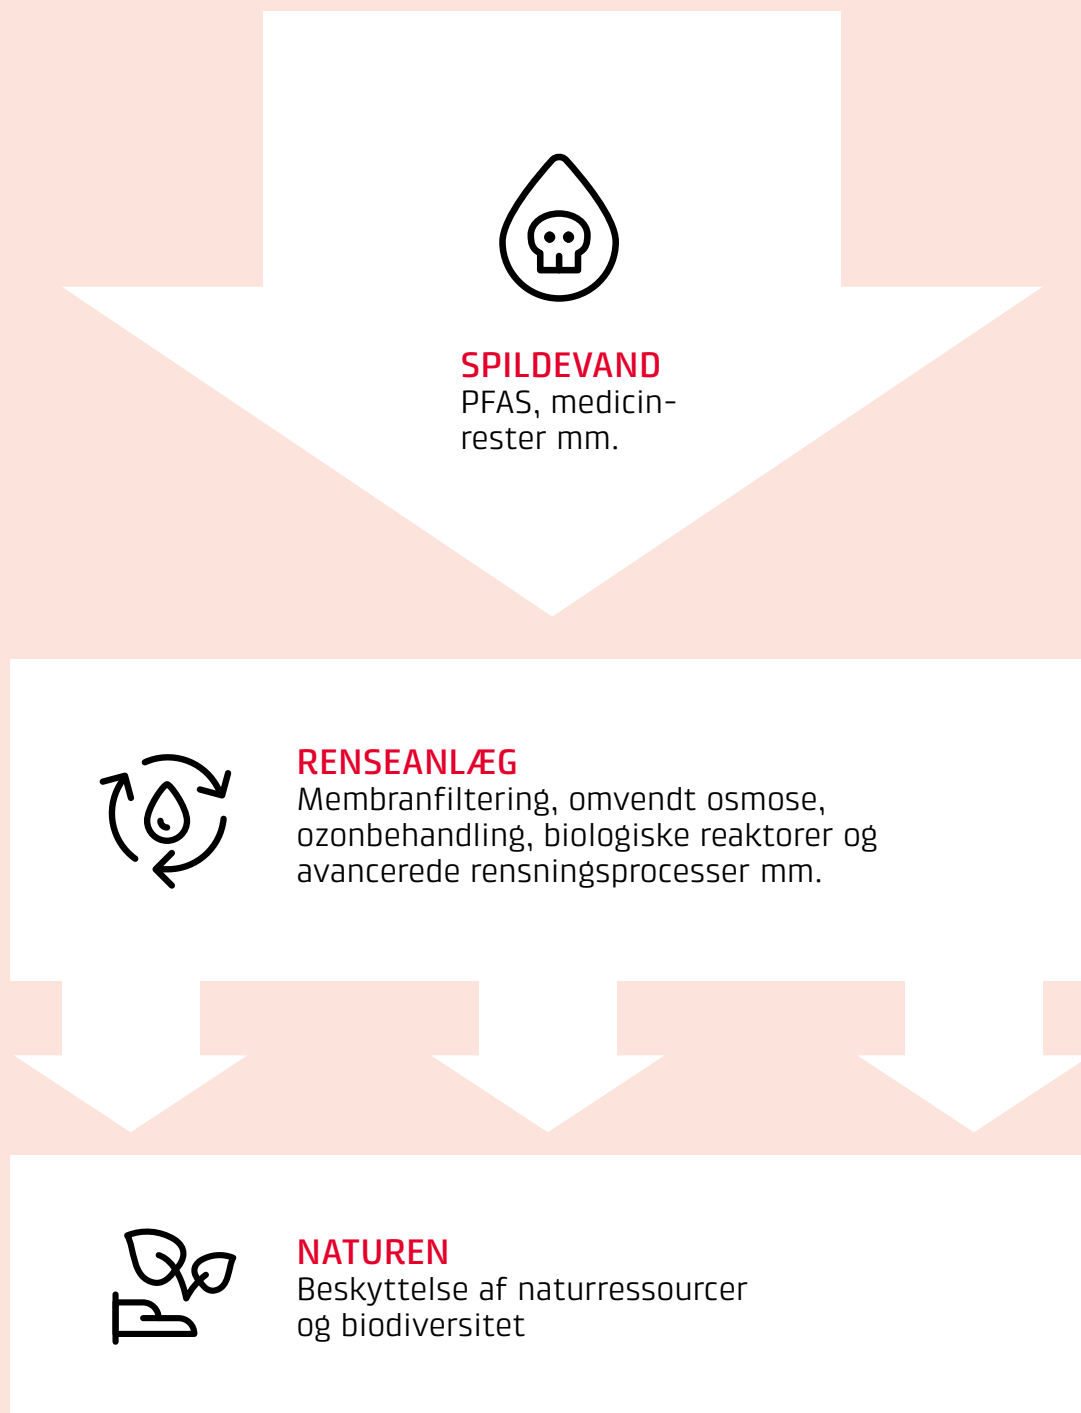 SPILDEVAND
PFAS, medicin-
rester mm.
RENSEANLÆG
Membranfiltering, omvendt osmose,
ozonbehandling, biologiske reaktorer og
avancerede rensningsprocesser mm.
NATUREN
Beskyttelse af naturressourcer
og biodiversitet